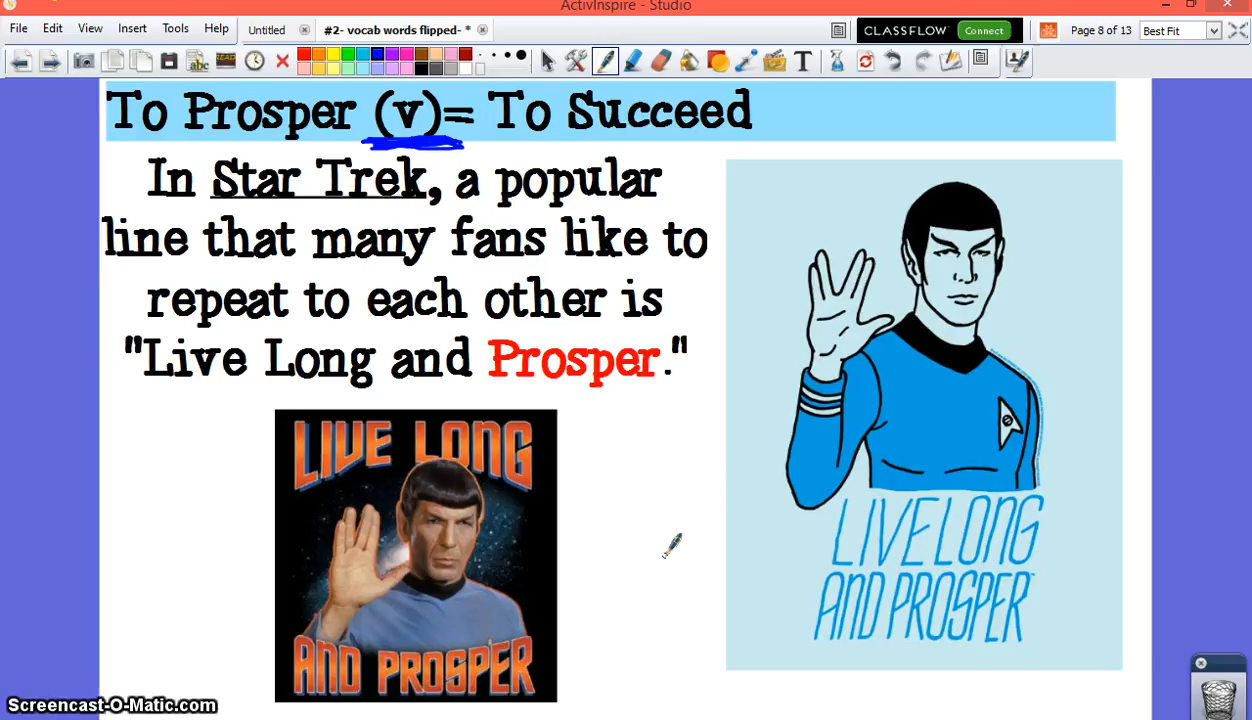 ActivInspire - Studio
File Edit View Insert Tools Help
Untitled
#2- vocab words flipped- *
CLASSFLOW Connect
Page 8 of 13
Best Fit
To Prosper (v)= To Succeed
In Star Trek, a popular
line that many fans like to
repeat to each other is
"Live Long and Prosper."
LIVE LONG
AND PROSPER
LIVE LONG
AND PROSPER
Screencast-O-Matic.com